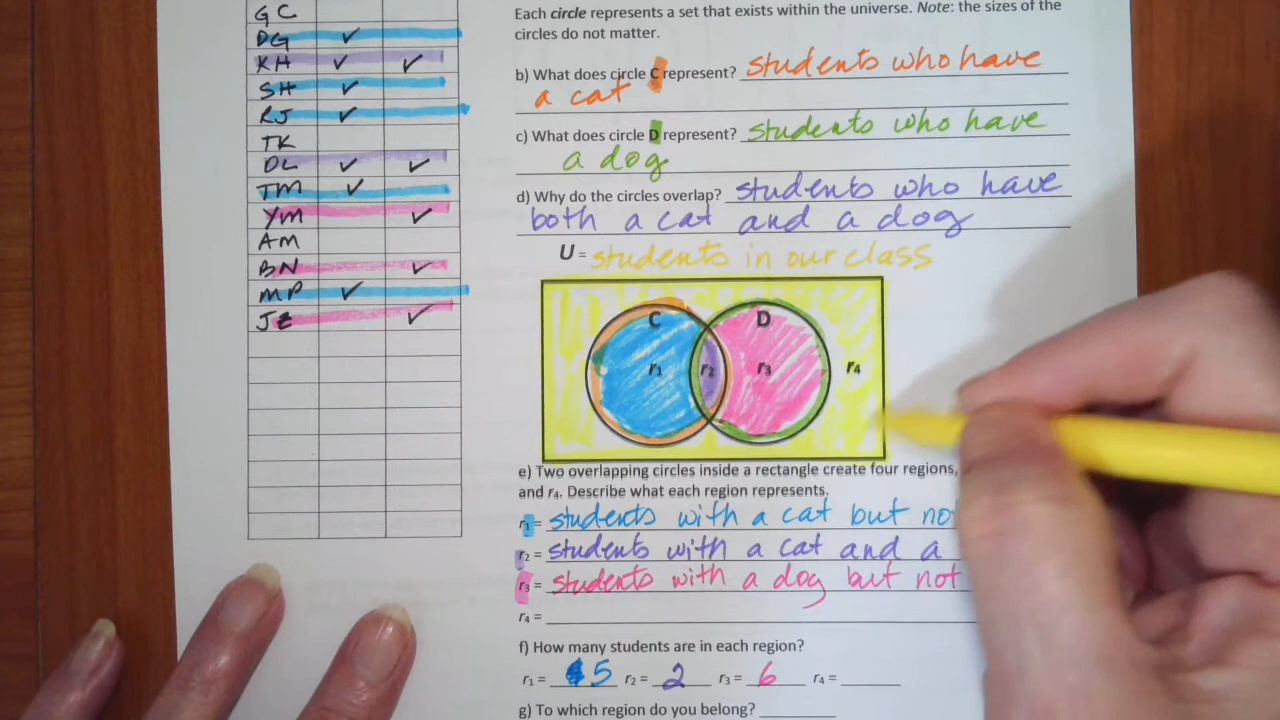 GC
DG ✓
KH ✓ ✓
SH ✓
RJ ✓
TK
DL ✓ ✓
TM ✓
YM ✓
AM
BN ✓
MP ✓
JZ ✓
Each circle represents a set that exists within the universe. Note: the sizes of the
circles do not matter.
b) What does circle C represent? students who have
a cat
c) What does circle D represent? students who have
a dog
d) Why do the circles overlap? students who have
both a cat and a dog
U = students in our class
C D
r1 r2 r3 r4
e) Two overlapping circles inside a rectangle create four regions,
and r4. Describe what each region represents.
r1 = students with a cat but no
r2 = students with a cat and a
r3 = students with a dog but not
r4 =
f) How many students are in each region?
r1 = 5 r2 = 2 r3 = 6 r4 =
g) To which region do you belong?